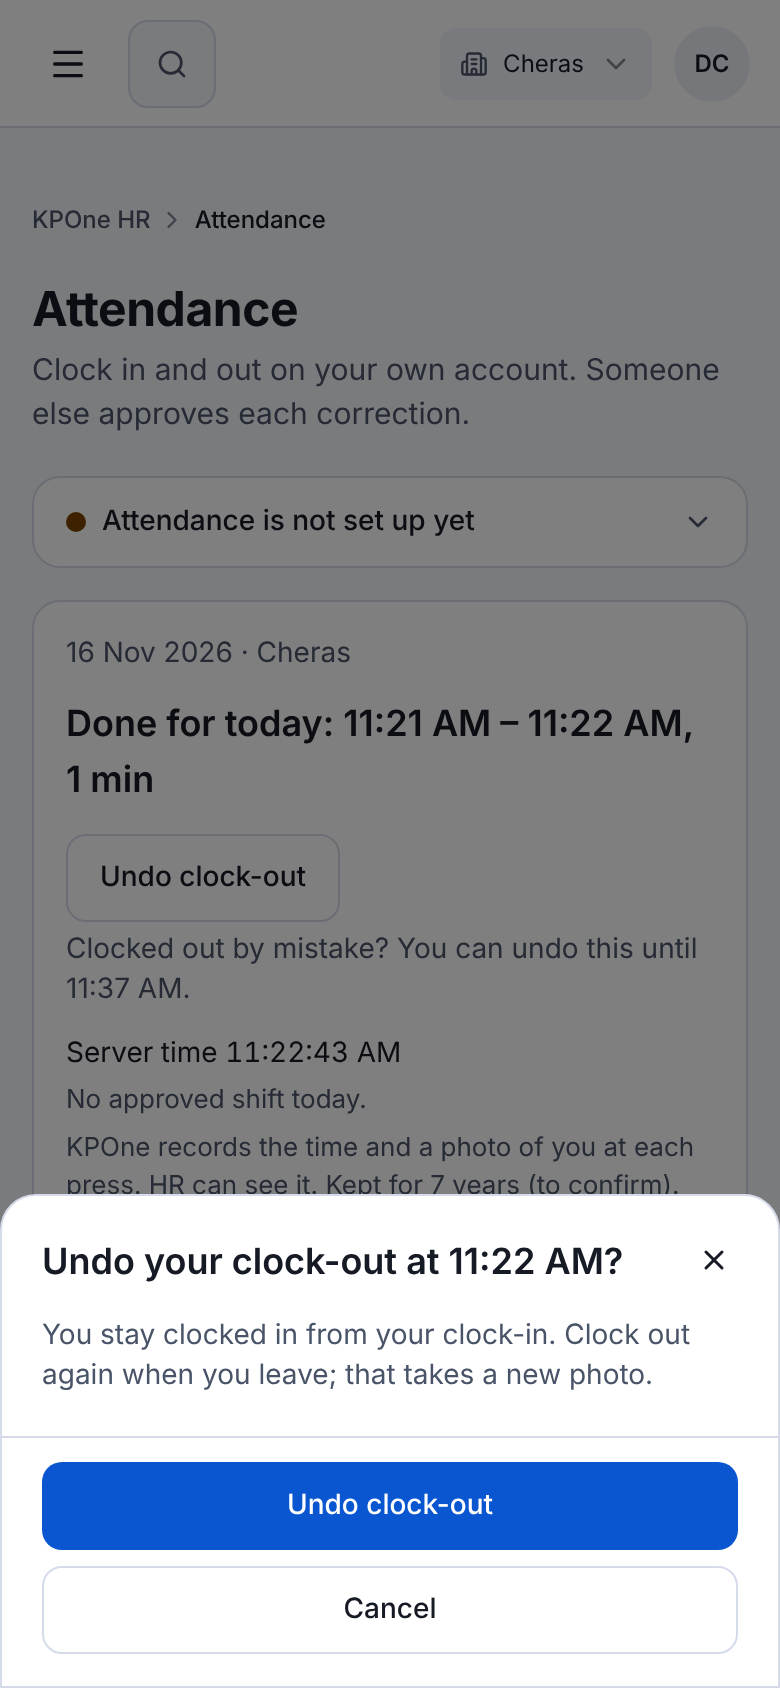 Cheras
DC
KPOne HR > Attendance
Attendance
Clock in and out on your own account. Someone
else approves each correction.
Attendance is not set up yet
16 Nov 2026 · Cheras
Done for today: 11:21 AM – 11:22 AM,
1 min
Undo clock-out
Clocked out by mistake? You can undo this until
11:37 AM.
Server time 11:22:43 AM
No approved shift today.
KPOne records the time and a photo of you at each
press. HR can see it. Kept for 7 years (to confirm).
Undo your clock-out at 11:22 AM?
You stay clocked in from your clock-in. Clock out
again when you leave; that takes a new photo.
Undo clock-out
Cancel